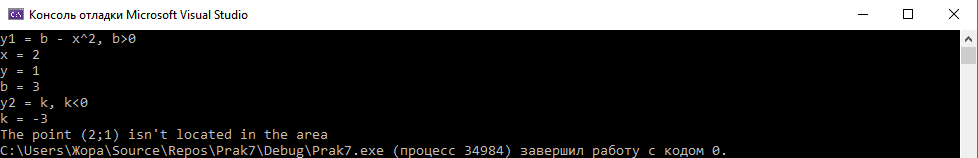 Консоль отладки Microsoft Visual Studio
y1 = b - x^2, b>0
x = 2
y = 1
b = 3
y2 = k, k<0
k = -3
The point (2;1) isn't located in the area
C:\Users\Жора\Source\Repos\Prak7\Debug\Prak7.exe (процесс 34984) завершил работу с кодом 0.